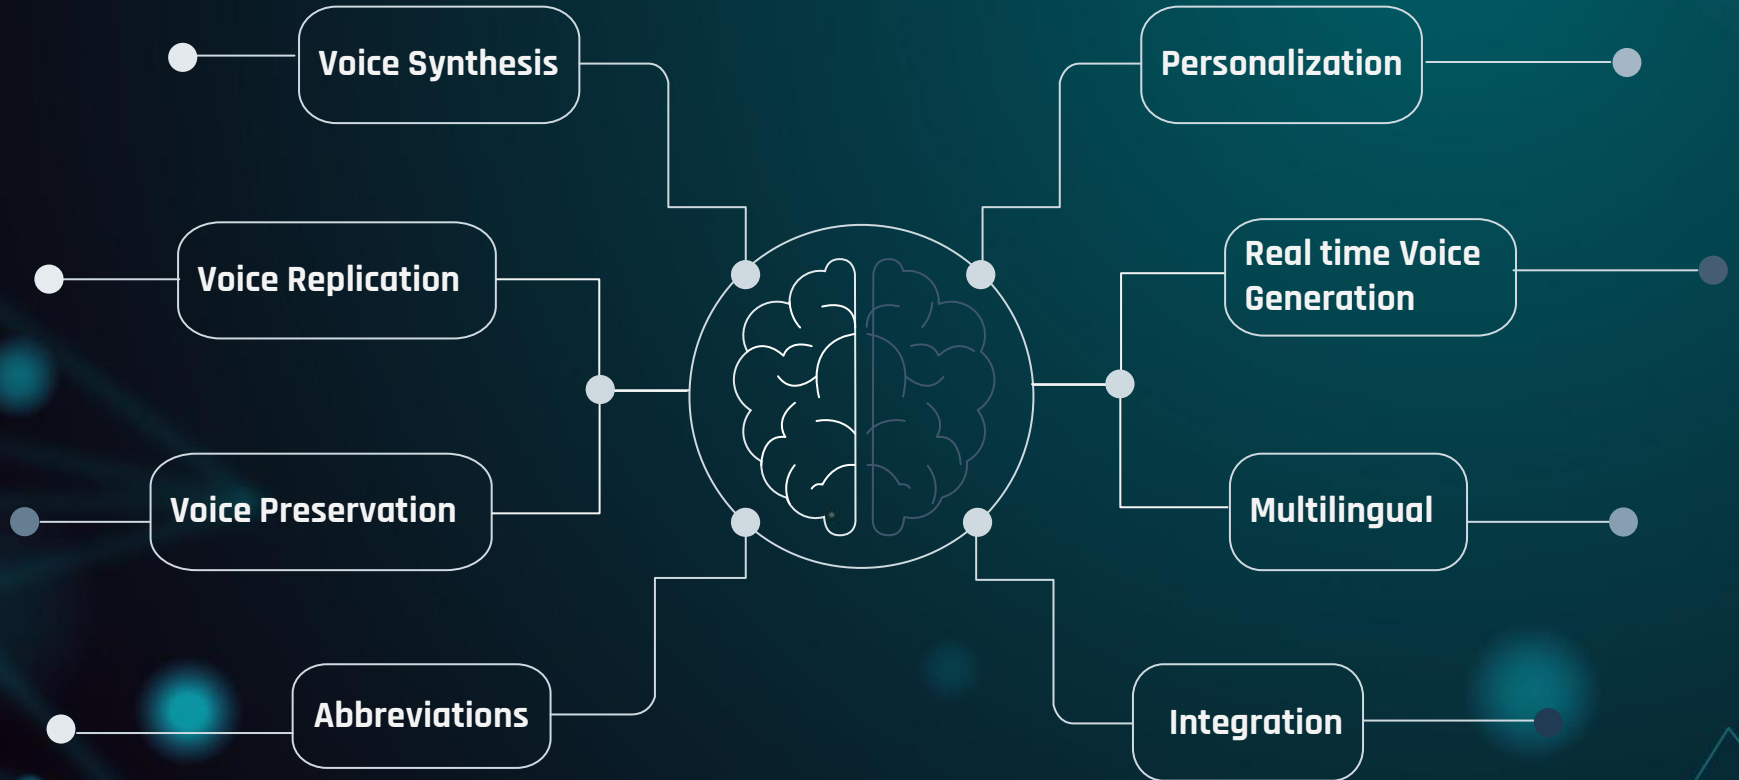 Voice Synthesis
Personalization
Voice Replication
Real time Voice
Generation
Voice Preservation
Multilingual
Abbreviations
Integration